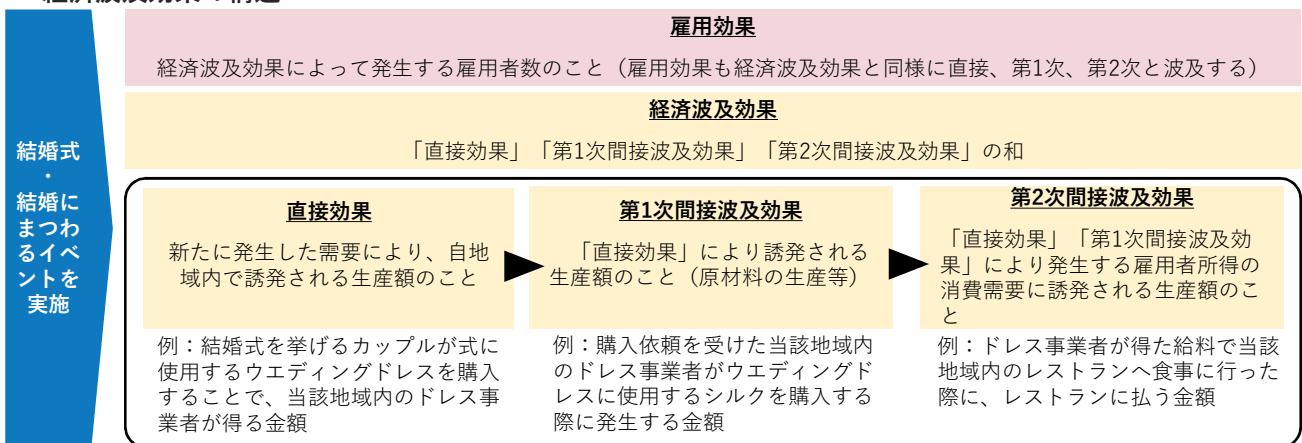 結婚式
・
結婚に
まつわ
るイベ
ントを
実施
雇用効果
経済波及効果によって発生する雇用者数のこと（雇用効果も経済波及効果と同様に直接、第1次、第2次と波及する）
経済波及効果
「直接効果」「第1次間接波及効果」「第2次間接波及効果」の和
直接効果
新たに発生した需要により、自地
域内で誘発される生産額のこと
例：結婚式を挙げるカップルが式に
使用するウエディングドレスを購入
することで、当該地域内のドレス事
業者が得る金額
第1次間接波及効果
「直接効果」により誘発される
生産額のこと（原材料の生産等）
例：購入依頼を受けた当該地域内
のドレス事業者がウエディングド
レスに使用するシルクを購入する
際に発生する金額
第2次間接波及効果
「直接効果」「第1次間接波及効
果」により発生する雇用者所得の
消費需要に誘発される生産額のこ
と
例：ドレス事業者が得た給料で当該
地域内のレストランへ食事に行った
際に、レストランに払う金額